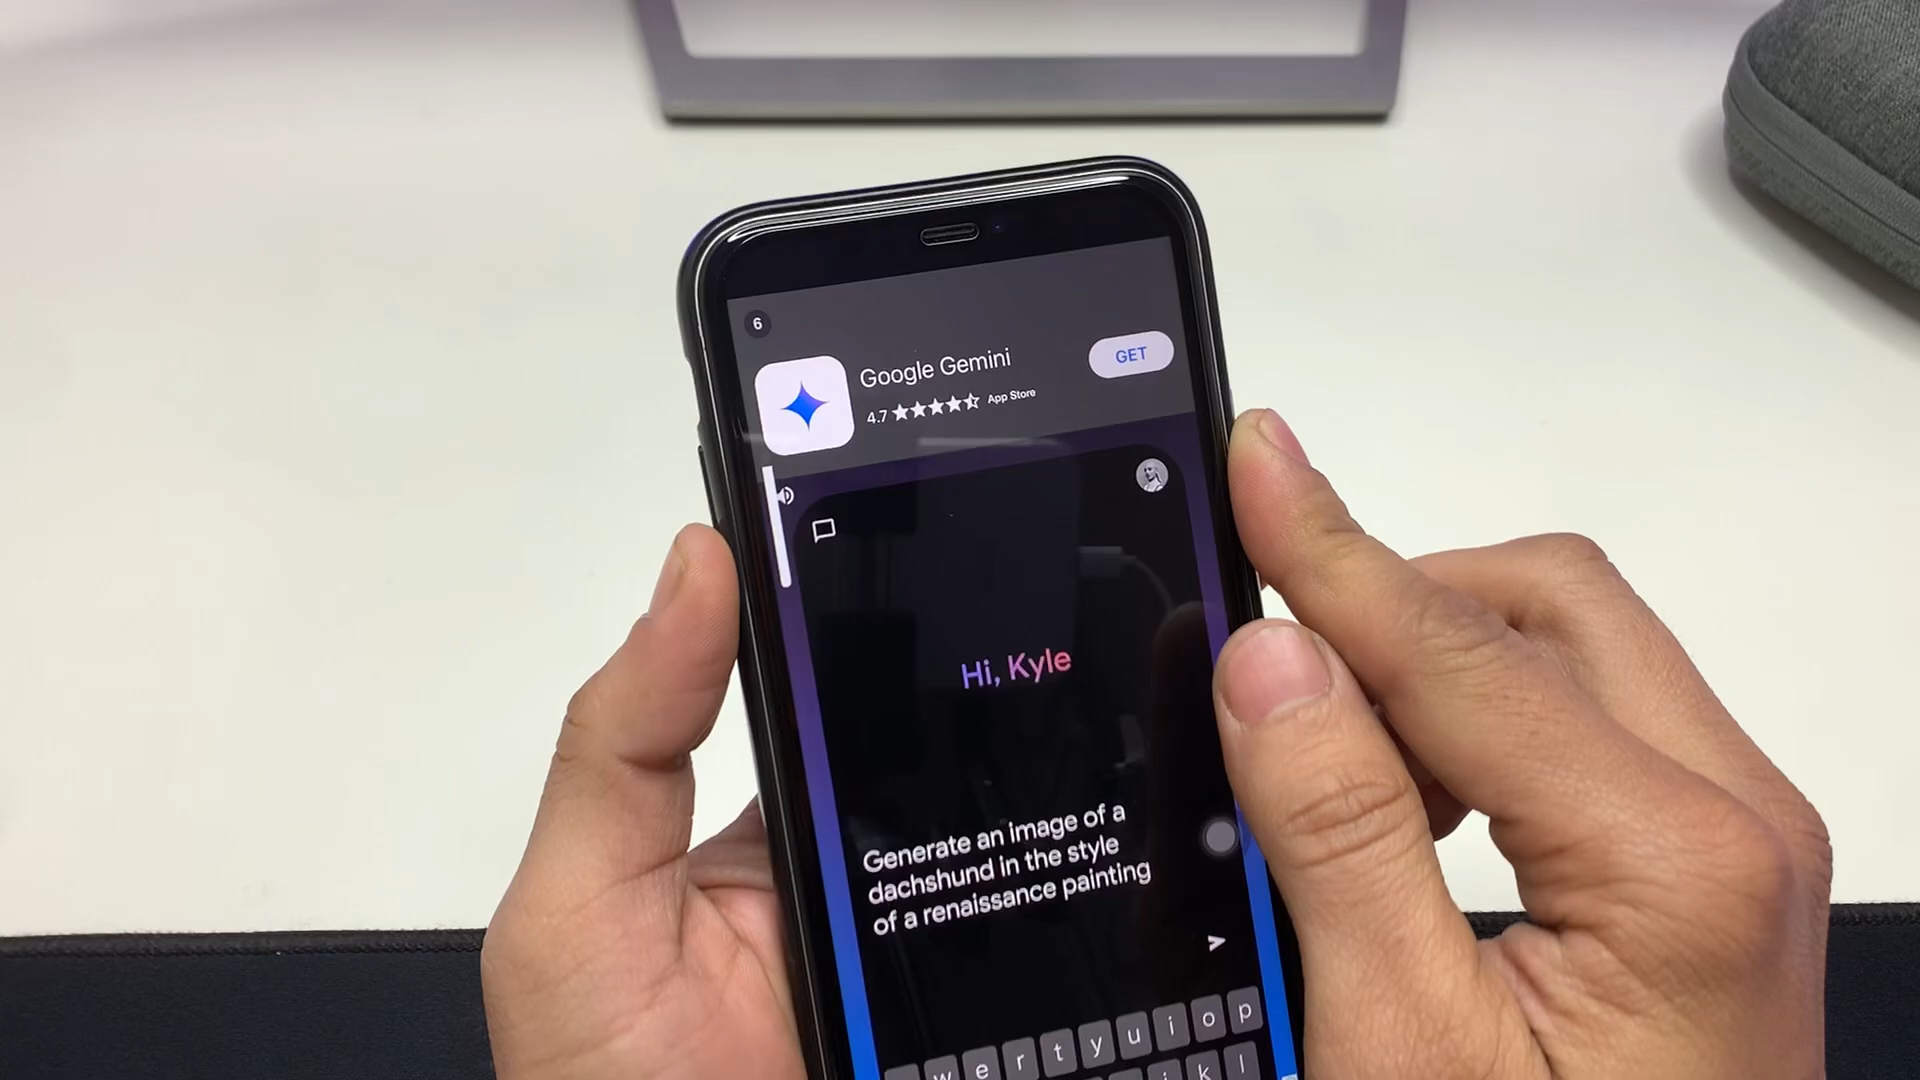 6
Google Gemini
GET
4.7
App Store
Hi, Kyle
Generate an image of a
dachshund in the style
of a renaissance painting
w e r t y u i o p
k l